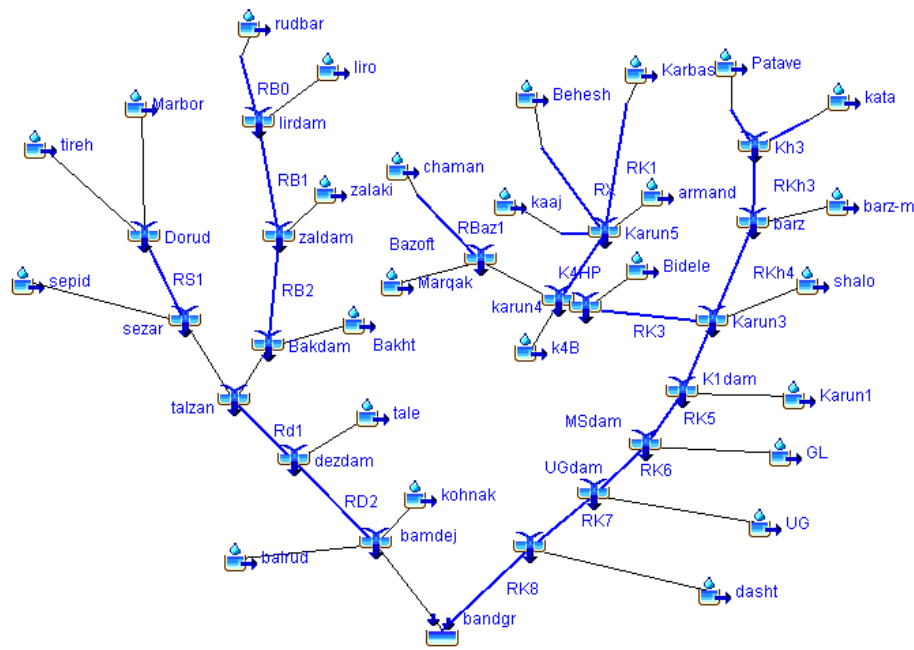 rudbar
liro
RB0
lirdam
Marbor
tireh
Behesh
Karbas
Patave
kata
Kh3
chaman
RB1
zalaki
RK1
RX
armand
kaaj
RKh3
barz-m
barz
Dorud
zaldam
RBaz1
Bazoft
Karun5
sepid
RS1
RB2
Marqak
K4HP
Bidele
RKh4
shalo
karun4
RK3
Karun3
sezar
Bakdam
Bakht
k4B
talzan
K1dam
Karun1
tale
Rd1
MSdam
RK5
dezdam
UGdam
RK6
GL
RD2
kohnak
RK7
UG
balrud
bamdej
RK8
dasht
bandgr